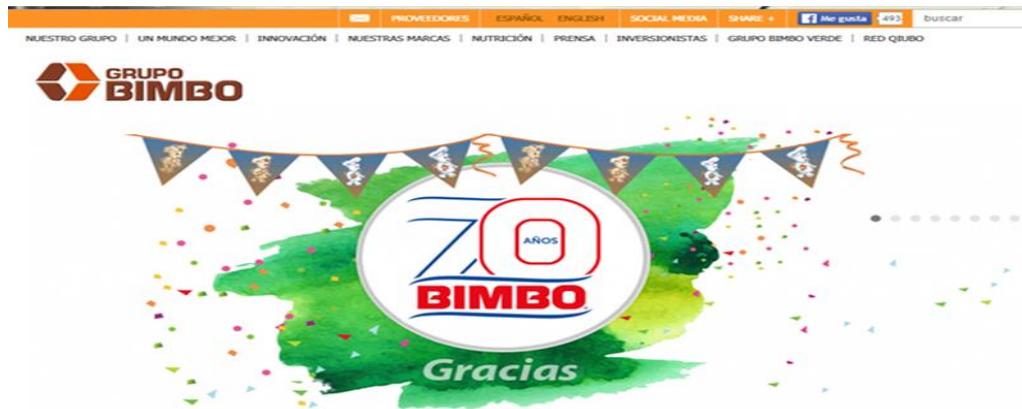 PROVEEDORES ESPAÑOL ENGLISH SOCIAL MEDIA SHARE + Me gusta 493 buscar
NUESTRO GRUPO | UN MUNDO MEJOR | INNOVACIÓN | NUESTRAS MARCAS | NUTRICIÓN | PRENSA | INVERSIONISTAS | GRUPO BIMBO VERDE | RED QIUBO
GRUPO
BIMBO
70
AÑOS
BIMBO
Gracias